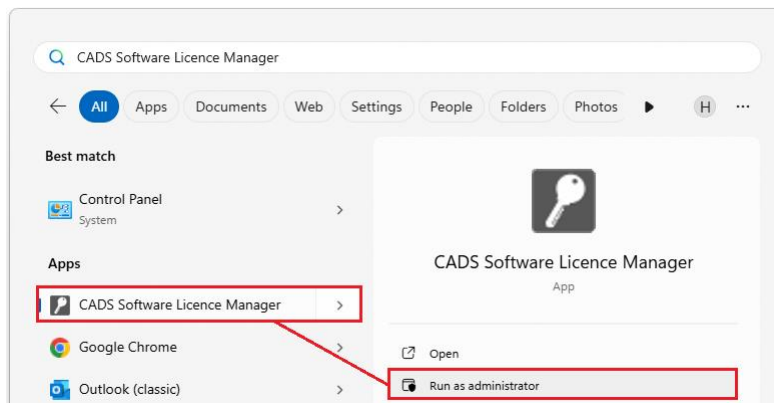 CADS Software Licence Manager
All
Apps
Documents
Web
Settings
People
Folders
Photos
H
Best match
Control Panel
System
Apps
CADS Software Licence Manager
Google Chrome
Outlook (classic)
CADS Software Licence Manager
App
Open
Run as administrator